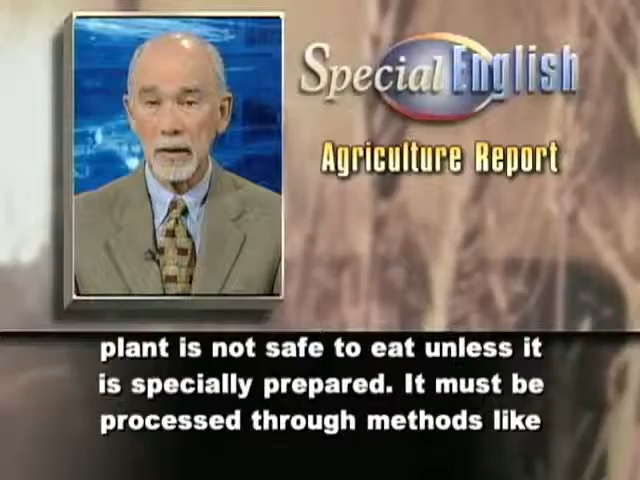 Special English
Agriculture Report
plant is not safe to eat unless it
is specially prepared. It must be
processed through methods like